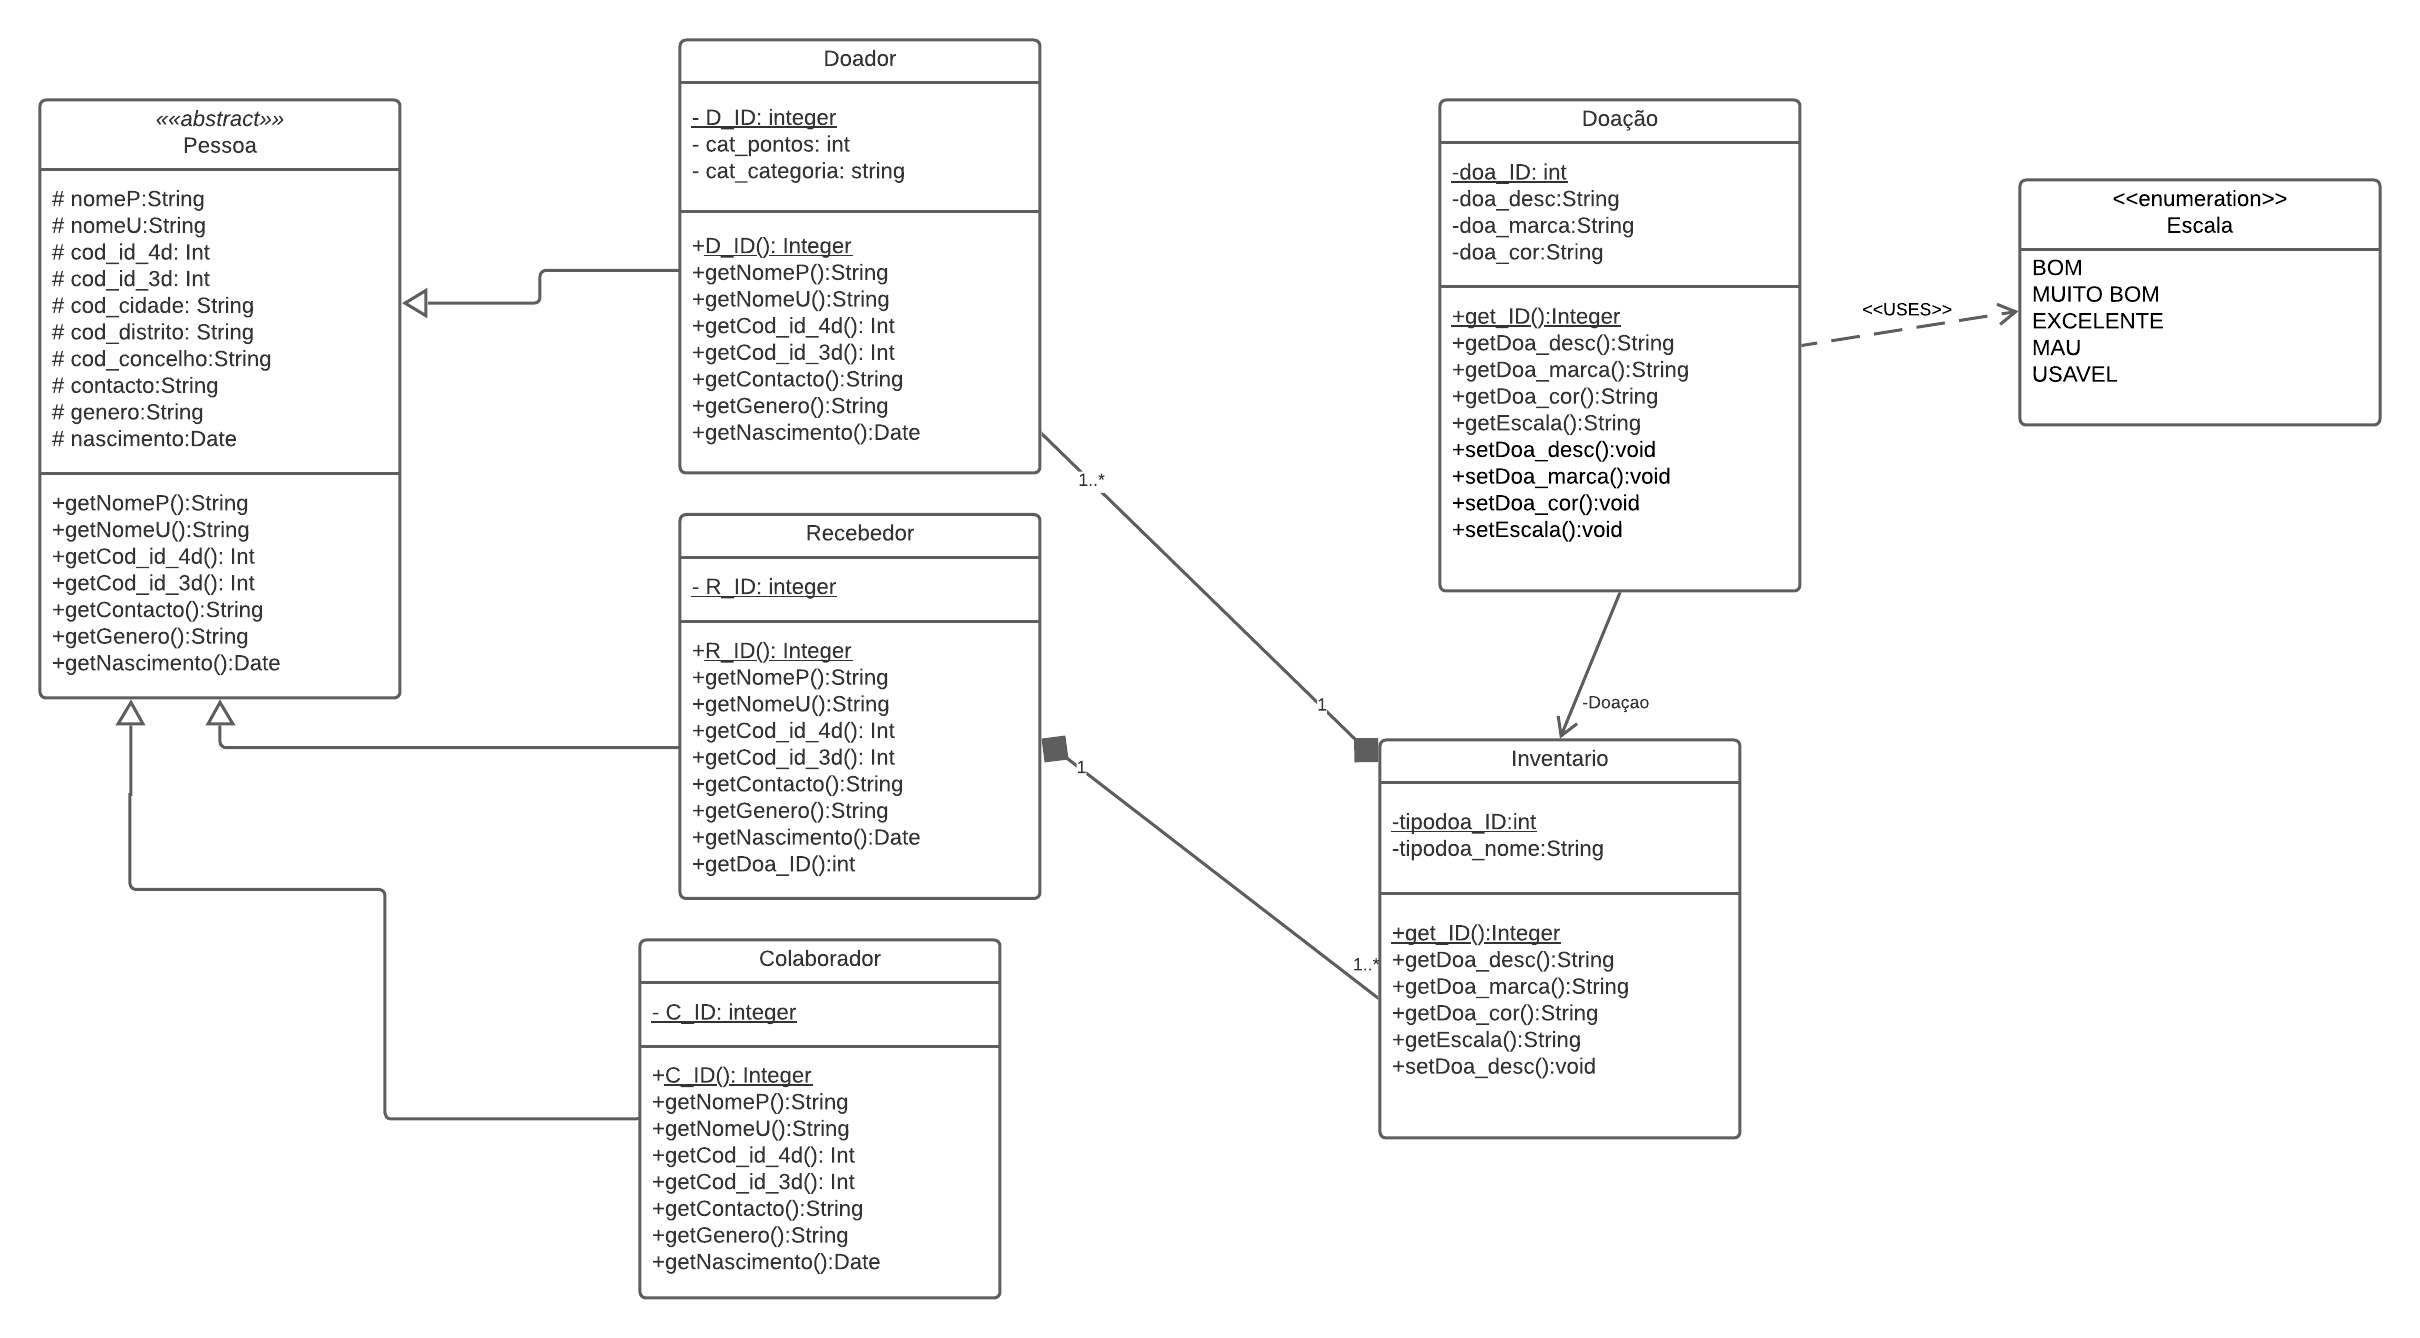 ««abstract»»
Pessoa
# nomeP:String
# nomeU:String
# cod_id_4d: Int
# cod_id_3d: Int
# cod_cidade: String
# cod_distrito: String
# cod_concelho:String
# contacto:String
# genero:String
# nascimento:Date
+getNomeP():String
+getNomeU():String
+getCod_id_4d(): Int
+getCod_id_3d(): Int
+getContacto():String
+getGenero():String
+getNascimento():Date
Doador
- D_ID: integer
- cat_pontos: int
- cat_categoria: string
+D_ID(): Integer
+getNomeP():String
+getNomeU():String
+getCod_id_4d(): Int
+getCod_id_3d(): Int
+getContacto():String
+getGenero():String
+getNascimento():Date
Recebedor
- R_ID: integer
+R_ID(): Integer
+getNomeP():String
+getNomeU():String
+getCod_id_4d(): Int
+getCod_id_3d(): Int
+getContacto():String
+getGenero():String
+getNascimento():Date
+getDoa_ID():int
Colaborador
- C_ID: integer
+C_ID(): Integer
+getNomeP():String
+getNomeU():String
+getCod_id_4d(): Int
+getCod_id_3d(): Int
+getContacto():String
+getGenero():String
+getNascimento():Date
1..*
1
1
1..*
Doação
-doa_ID: int
-doa_desc:String
-doa_marca:String
-doa_cor:String
+get_ID():Integer
+getDoa_desc():String
+getDoa_marca():String
+getDoa_cor():String
+getEscala():String
+setDoa_desc():void
+setDoa_marca():void
+setDoa_cor():void
+setEscala():void
<<USES>>
<<enumeration>>
Escala
BOM
MUITO BOM
EXCELENTE
MAU
USAVEL
-Doaçao
Inventario
-tipodoa_ID:int
-tipodoa_nome:String
+get_ID():Integer
+getDoa_desc():String
+getDoa_marca():String
+getDoa_cor():String
+getEscala():String
+setDoa_desc():void